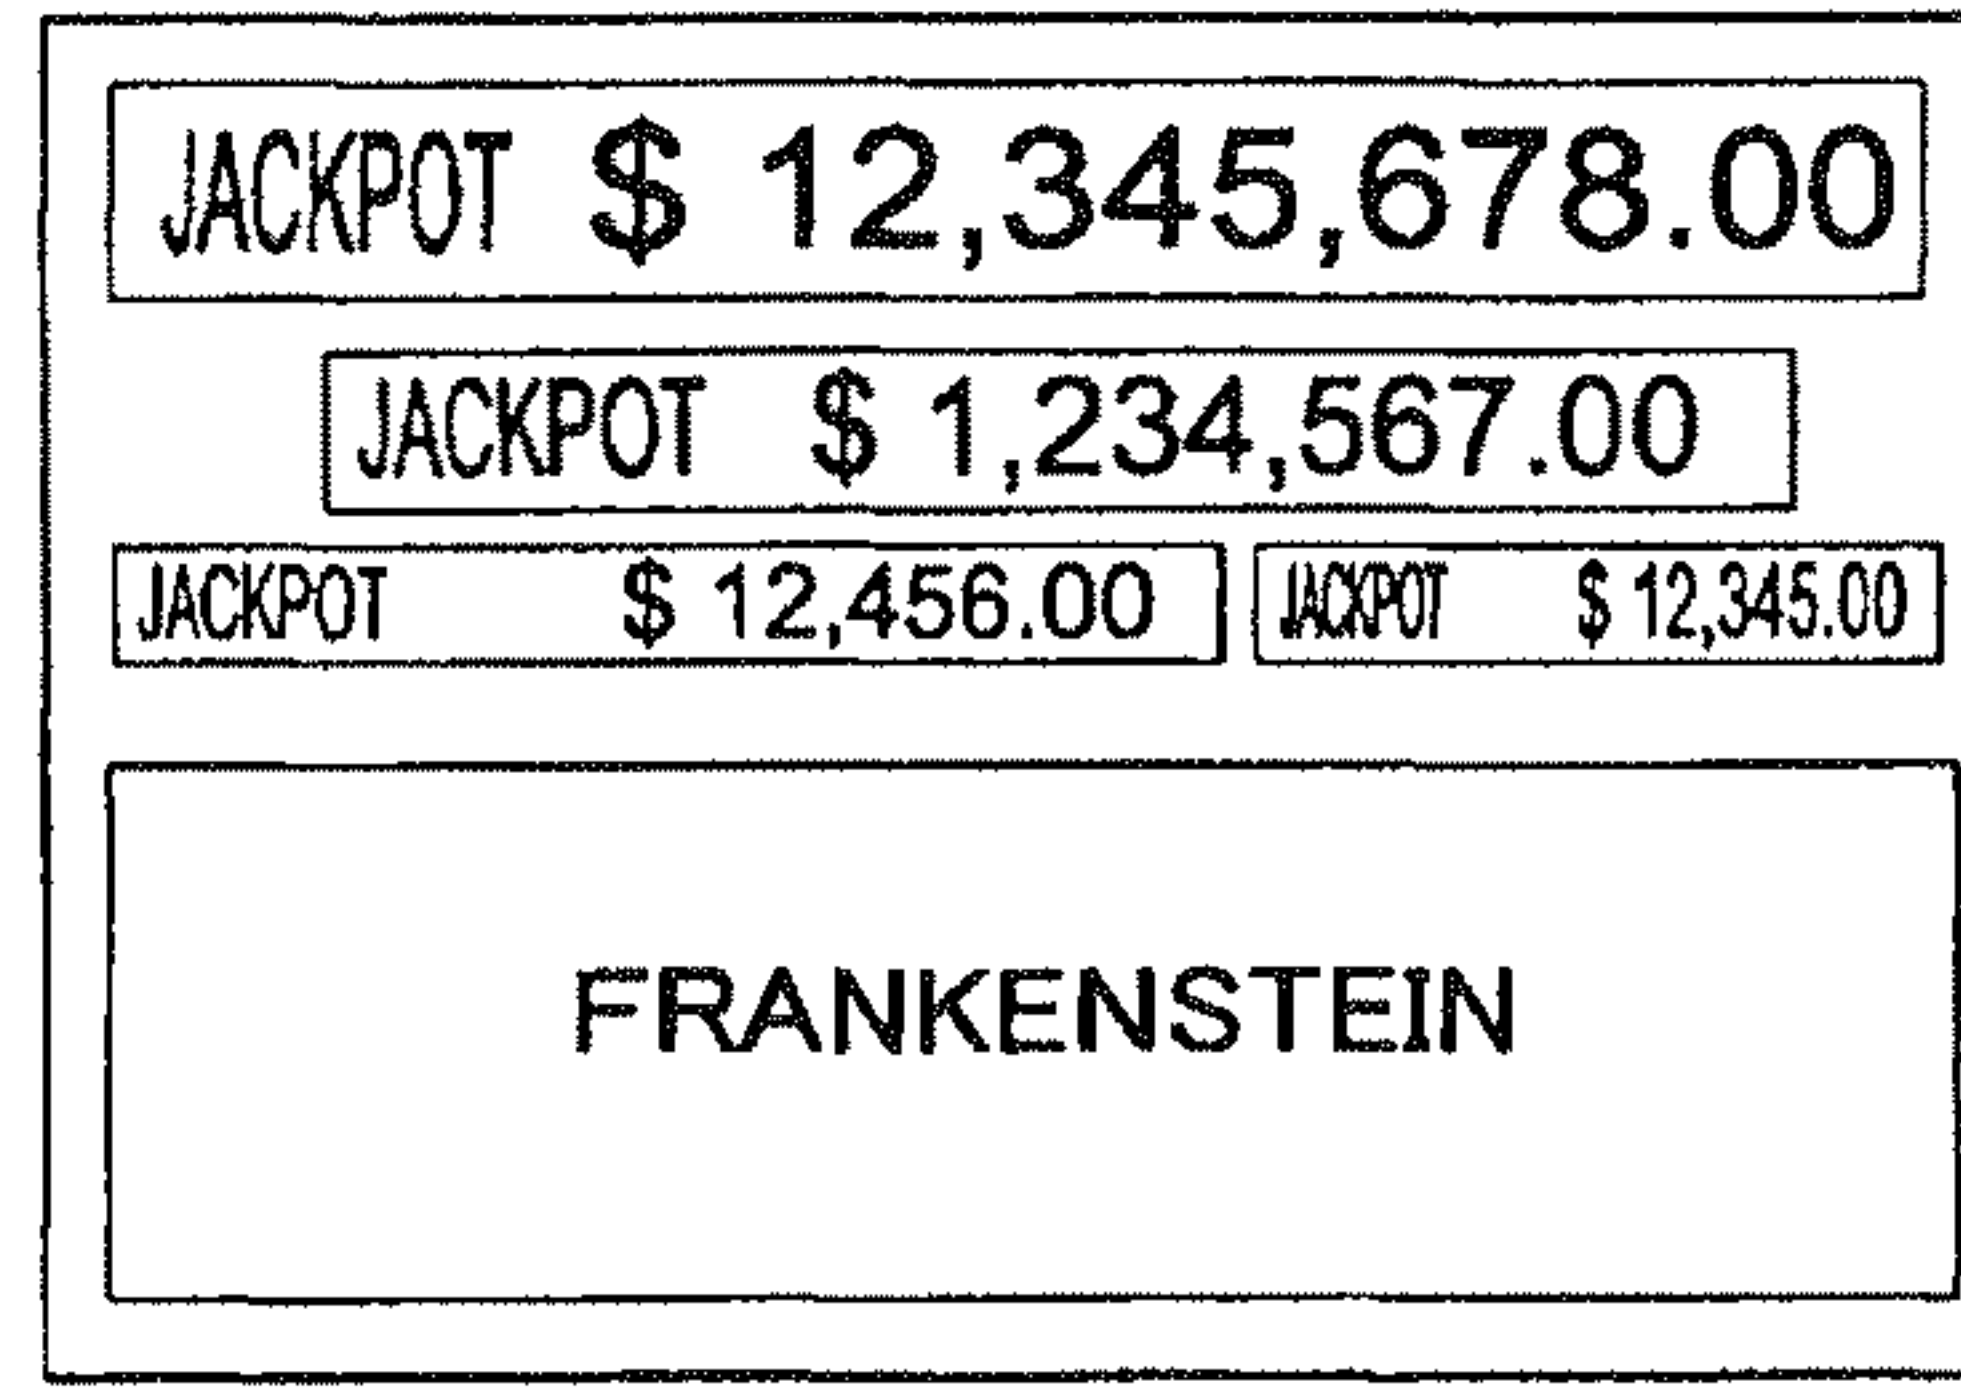 JACKPOT $ 12,345,678.00
JACKPOT $ 1,234,567.00
JACKPOT $ 12,456.00 JACKPOT $ 12,345.00
FRANKENSTEIN